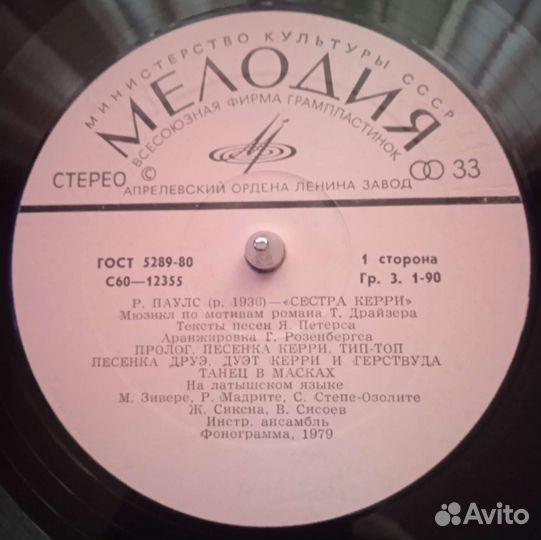 МИНИСТЕРСТВО КУЛЬТУРЫ СССР
МЕЛОДИЯ
ВСЕСОЮЗНАЯ ФИРМА ГРАМПЛАСТИНОК
СТЕРЕО © 33
АПРЕЛЕВСКИЙ ОРДЕНА ЛЕНИНА ЗАВОД
ГОСТ 5289-80 1 сторона
С60—12355 Гр. 3. 1-90
Р. ПАУЛС (р. 1936) — «СЕСТРА КЕРРИ»
Мюзикл по мотивам романа Т. Драйзера
Тексты песен Я. Петерса
Аранжировка Г. Розенбергса
ПРОЛОГ. ПЕСЕНКА КЕРРИ. ТИП-ТОП
ПЕСЕНКА ДРУЭ. ДУЭТ КЕРРИ И ГЕРСТВУДА
ТАНЕЦ В МАСКАХ
На латышском языке
М. Зивере, Р. Мадрите, С. Степе-Озолите
Ж. Сиксна, В. Сисоев
Инстр. ансамбль
Фонограмма, 1979
Avito